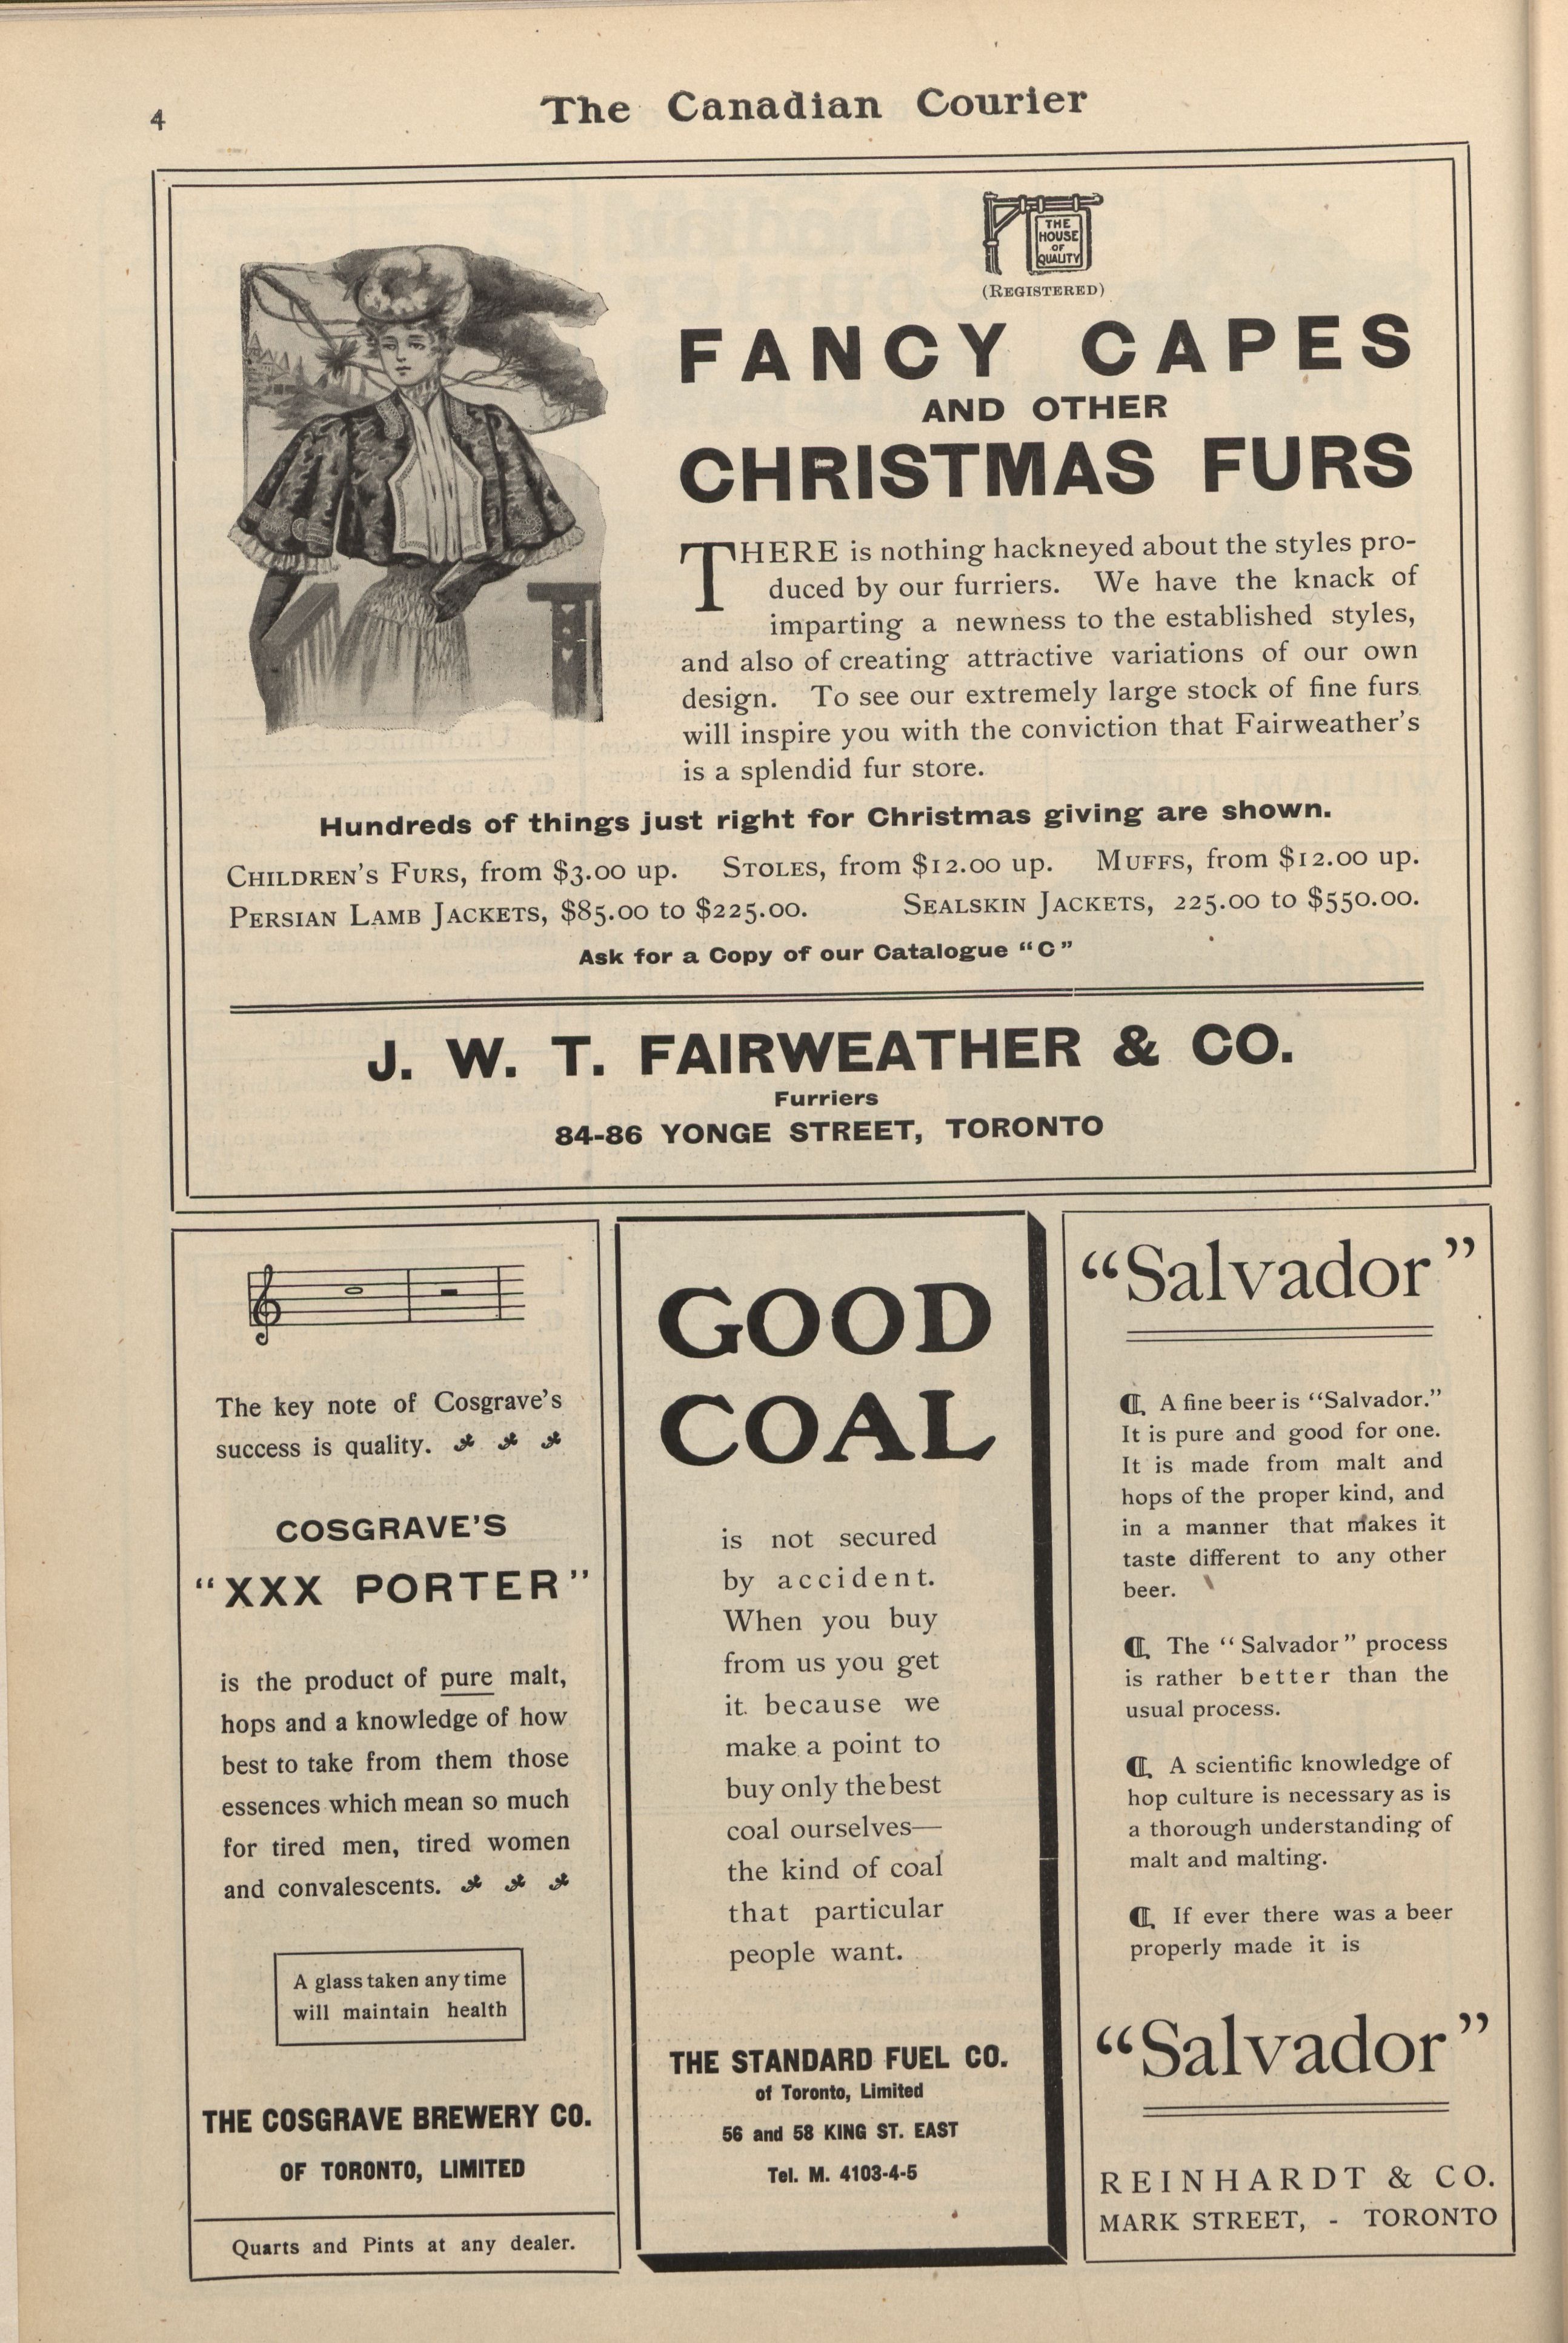 4
The Canadian Courier
THE
HOUSE
OF
QUALITY
(REGISTERED)
FANCY CAPES
AND OTHER
CHRISTMAS FURS
THERE is nothing hackneyed about the styles pro-
duced by our furriers. We have the knack of
imparting a newness to the established styles,
and also of creating attractive variations of our own
design. To see our extremely large stock of fine furs
will inspire you with the conviction that Fairweather's
is a splendid fur store.
Hundreds of things just right for Christmas giving are shown.
CHILDREN'S FURS, from $3.00 up. STOLES, from $12.00 up. MUFFS, from $12.00 up.
PERSIAN LAMB JACKETS, $85.00 to $225.00. SEALSKIN JACKETS, 225.00 to $550.00.
Ask for a Copy of our Catalogue "C"
J. W. T. FAIRWEATHER & CO.
Furriers
84-86 YONGE STREET, TORONTO
The key note of Cosgrave's
success is quality.
COSGRAVE'S
"XXX PORTER"
is the product of pure malt,
hops and a knowledge of how
best to take from them those
essences which mean so much
for tired men, tired women
and convalescents.
A glass taken any time
will maintain health
THE COSGRAVE BREWERY CO.
OF TORONTO, LIMITED
Quarts and Pints at any dealer.
GOOD
COAL
is not secured
by accident.
When you buy
from us you get
it because we
make a point to
buy only the best
coal ourselves—
the kind of coal
that particular
people want.
THE STANDARD FUEL CO.
of Toronto, Limited
56 and 58 KING ST. EAST
Tel. M. 4103-4-5
"Salvador"
¶ A fine beer is "Salvador."
It is pure and good for one.
It is made from malt and
hops of the proper kind, and
in a manner that makes it
taste different to any other
beer.
¶ The "Salvador" process
is rather better than the
usual process.
¶ A scientific knowledge of
hop culture is necessary as is
a thorough understanding of
malt and malting.
¶ If ever there was a beer
properly made it is
"Salvador"
REINHARDT & CO.
MARK STREET, - TORONTO